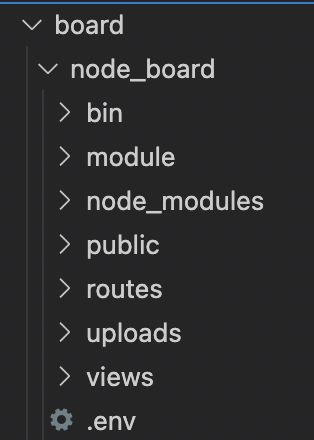 board
node_board
bin
module
node_modules
public
routes
uploads
views
.env